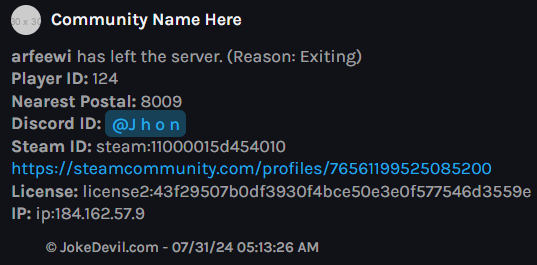 Community Name Here
arfeewi has left the server. (Reason: Exiting)
Player ID: 124
Nearest Postal: 8009
Discord ID: @J h o n
Steam ID: steam:11000015d454010
https://steamcommunity.com/profiles/76561199525085200
License: license2:43f29507b0df3930f4bce50e3e0f577546d3559e
IP: ip:184.162.57.9
© JokeDevil.com - 07/31/24 05:13:26 AM